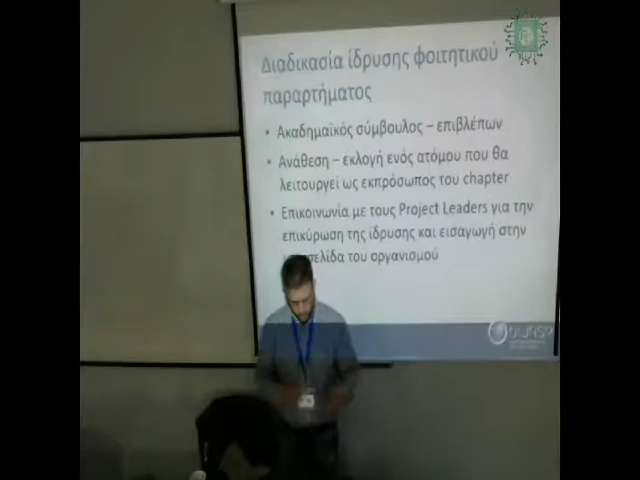 Διαδικασία ίδρυσης φοιτητικού
παραρτήματος
• Ακαδημαϊκός σύμβουλος – επιβλέπων
• Ανάθεση – εκλογή ενός ατόμου που θα
λειτουργεί ως εκπρόσωπος του chapter
• Επικοινωνία με τους Project Leaders για την
επικύρωση της ίδρυσης και εισαγωγή στην
του οργανισμού